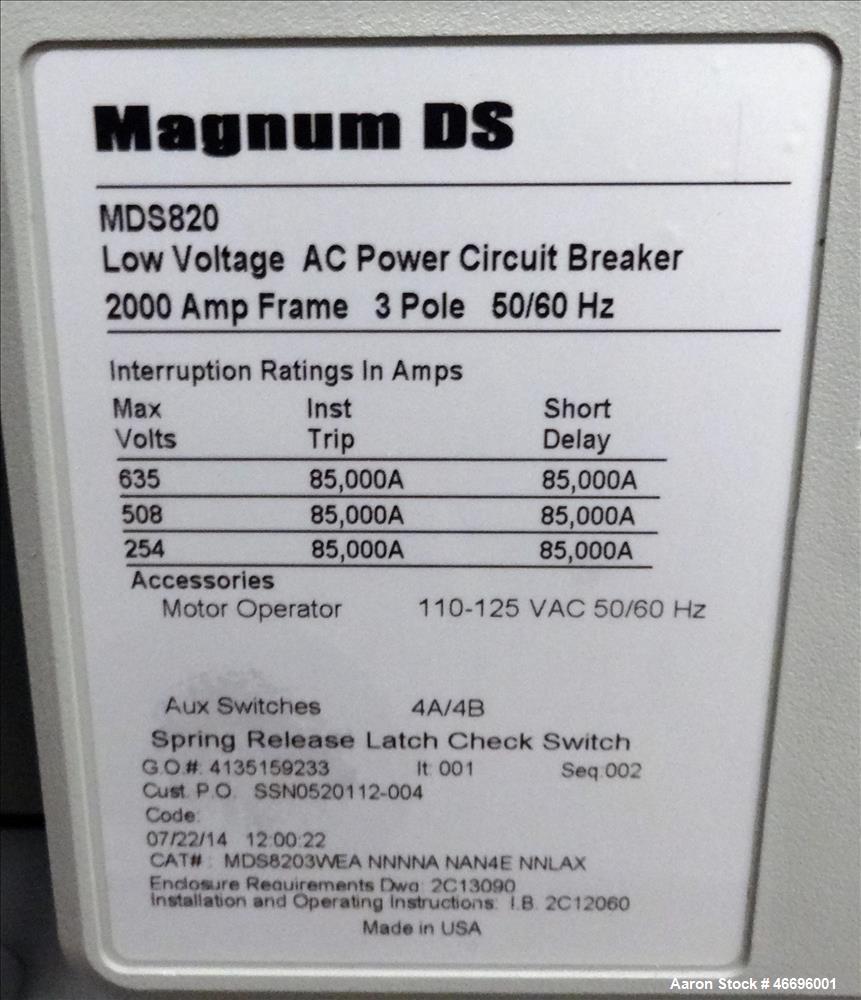 Magnum DS
MDS820
Low Voltage AC Power Circuit Breaker
2000 Amp Frame 3 Pole 50/60 Hz
Interruption Ratings In Amps
Max Inst Short
Volts Trip Delay
635 85,000A 85,000A
508 85,000A 85,000A
254 85,000A 85,000A
Accessories
Motor Operator 110-125 VAC 50/60 Hz
Aux Switches 4A/4B
Spring Release Latch Check Switch
G.O.#: 4135159233 It: 001 Seq:002
Cust. P.O. SSN0520112-004
Code:
07/22/14 12:00:22
CAT# : MDS8203WEA NNNNA NAN4E NNLAX
Enclosure Requirements Dwg: 2C13090
Installation and Operating Instructions: I.B. 2C12060
Made in USA
Aaron Stock # 46696001